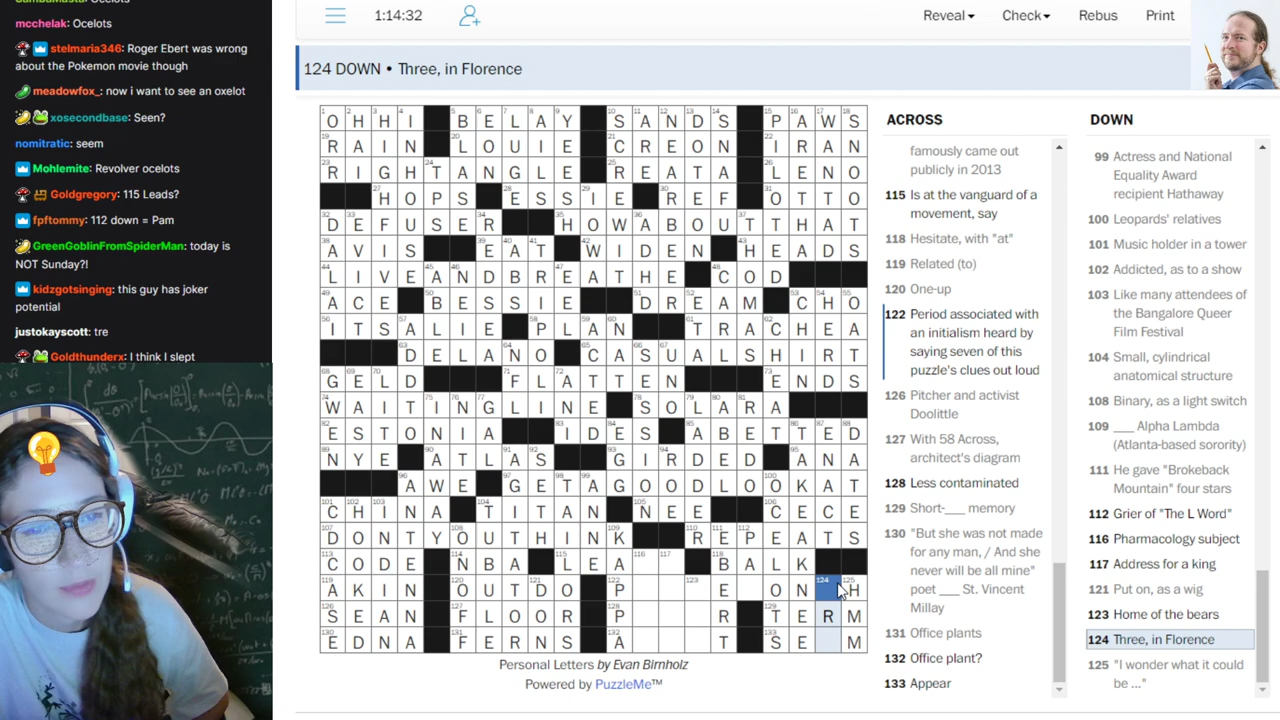 SambaMasta: Ocelots
mcchelak: Ocelots
stelmaria346: Roger Ebert was wrong
about the Pokemon movie though
meadowfox_: now i want to see an oxelot
xosecondbase: Seen?
nomitratic: seem
Mohlemite: Revolver ocelots
Goldgregory: 115 Leads?
fpftommy: 112 down = Pam
GreenGoblinFromSpiderMan: today is
NOT Sunday?!
kidzgotsinging: this guy has joker
potential
justokayscott: tre
Goldthunderx: I think I slept
1:14:32
Reveal Check Rebus Print
124 DOWN • Three, in Florence
O H H I B E L A Y S A N D S P A W S
R A I N L O U I E C R E O N I R A N
R I G H T A N G L E R E A T A L E N O
H O P S E S S I E R E F O T T O
D E F U S E R H O W A B O U T T H A T
A V I S E A T W I D E N H E A D S
L I V E A N D B R E A T H E C O D
A C E B E S S I E D R E A M C H O
I T S A L I E P L A N T R A C H E A
D E L A N O C A S U A L S H I R T
G E L D F L A T T E N E N D S
W A I T I N G L I N E S O L A R A
E S T O N I A I D E S A B E T T E D
N Y E A T L A S G I R D E D A N A
A W E G E T A G O O D L O O K A T
C H I N A T I T A N N E E C E C E
D O N T Y O U T H I N K R E P E A T S
C O D E N B A L E A B A L K
A K I N O U T D O P E O N H
S E A N F L O O R P R T E R M
E D N A F E R N S A T S E M
Personal Letters by Evan Birnholz
Powered by PuzzleMe™
ACROSS
famously came out
publicly in 2013
115 Is at the vanguard of a
movement, say
118 Hesitate, with "at"
119 Related (to)
120 One-up
122 Period associated with
an initialism heard by
saying seven of this
puzzle's clues out loud
126 Pitcher and activist
Doolittle
127 With 58 Across,
architect's diagram
128 Less contaminated
129 Short-___ memory
130 "But she was not made
for any man, / And she
never will be all mine"
poet ___ St. Vincent
Millay
131 Office plants
132 Office plant?
133 Appear
DOWN
99 Actress and National
Equality Award
recipient Hathaway
100 Leopards' relatives
101 Music holder in a tower
102 Addicted, as to a show
103 Like many attendees of
the Bangalore Queer
Film Festival
104 Small, cylindrical
anatomical structure
108 Binary, as a light switch
109 ___ Alpha Lambda
(Atlanta-based sorority)
111 He gave "Brokeback
Mountain" four stars
112 Grier of "The L Word"
116 Pharmacology subject
117 Address for a king
121 Put on, as a wig
123 Home of the bears
124 Three, in Florence
125 "I wonder what it could
be ..."